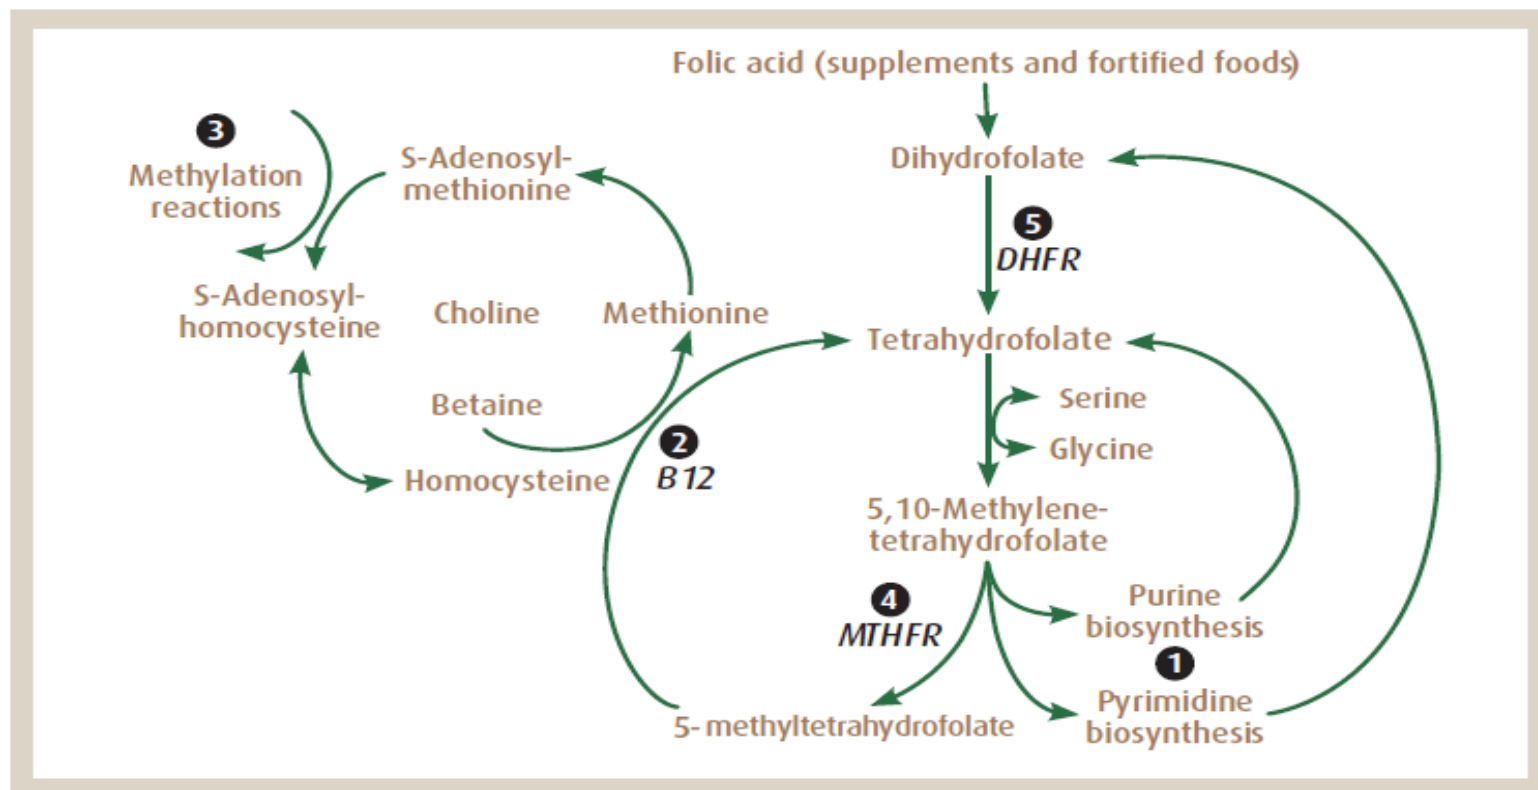 Folic acid (supplements and fortified foods)
3
Methylation
reactions
S-Adenosyl-
methionine
Dihydrofolate
5
DHFR
S-Adenosyl-
homocysteine
Choline
Methionine
Tetrahydrofolate
Betaine
Serine
2
B12
Glycine
Homocysteine
5,10-Methylene-
tetrahydrofolate
4
MTHFR
Purine
biosynthesis
1
Pyrimidine
biosynthesis
5- methyltetrahydrofolate